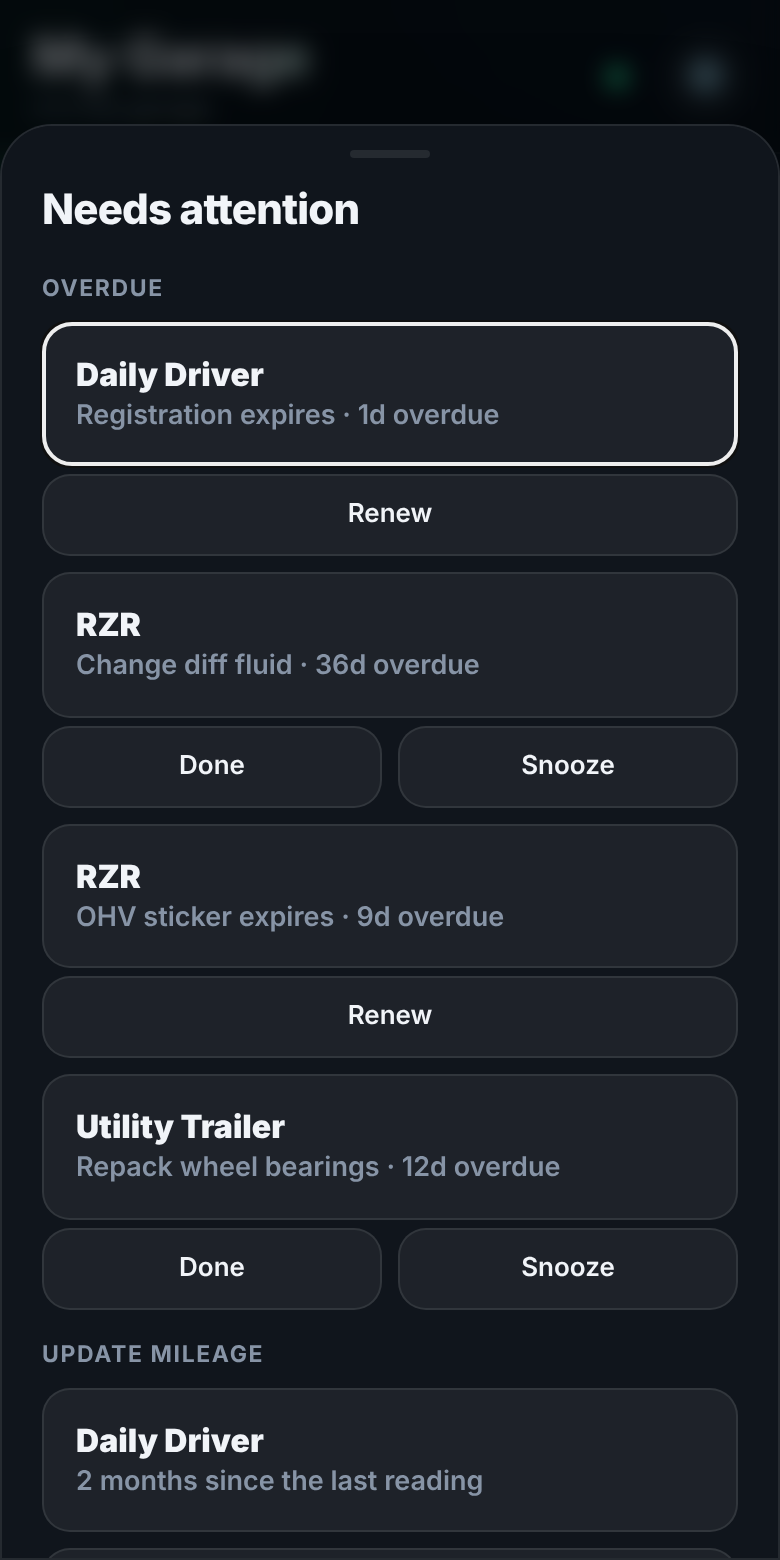 My Garage
Needs attention
OVERDUE
Daily Driver
Registration expires · 1d overdue
Renew
RZR
Change diff fluid · 36d overdue
Done
Snooze
RZR
OHV sticker expires · 9d overdue
Renew
Utility Trailer
Repack wheel bearings · 12d overdue
Done
Snooze
UPDATE MILEAGE
Daily Driver
2 months since the last reading